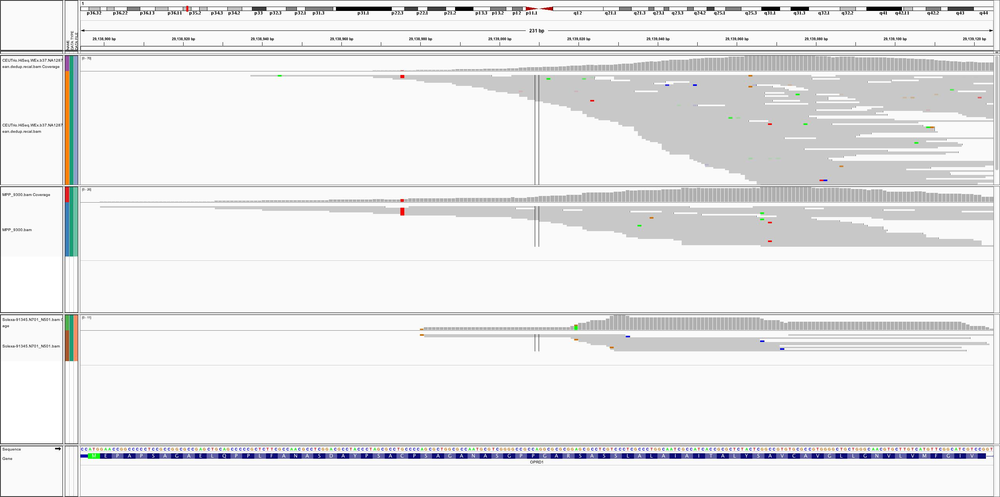 1
p36.32 p36.22 p36.13 p36.11 p35.2 p34.3 p34.2 p33 p32.3 p32.1 p31.3 p31.1 p22.3 p22.1 p21.2 p13.3 p13.2 p12 p11.1 q12 q21.1 q21.3 q23.1 q23.3 q24.2 q25.1 q25.3 q31.1 q31.3 q32.1 q32.2 q41 q42.11 q42.2 q43 q44
231 bp
NAME
DATA TYPE
DATA FILE
29,138,900 bp 29,138,920 bp 29,138,940 bp 29,138,960 bp 29,138,980 bp 29,139,000 bp 29,139,020 bp 29,139,040 bp 29,139,060 bp 29,139,080 bp 29,139,100 bp 29,139,120 bp
CEUTrio.HiSeq.WEx.b37.NA1287
ean.dedup.recal.bam Coverage
[0 - 70]
CEUTrio.HiSeq.WEx.b37.NA1287
ean.dedup.recal.bam
MPP_9300.bam Coverage
[0 - 26]
MPP_9300.bam
Solexa-91345.N701_N501.bam C
age
[0 - 11]
Solexa-91345.N701_N501.bam
Sequence
CCATGGAACCGGCCCCCTCCGCCGGCGCCGAGCTGCAGCCCCCGCTCTTCGCCAACGCCTCGGACGCCTACCCTAGCGCCTGCCCCAGCGCTGGCGCCAATGCGTCGGGGCCGCCAGGCGCGCGGAGCGCCTCGTCCCTCGCCCTGGCAATCGCCATCACCGCGCTCTACTCGGCCGTGTGCGCCGTGGGGCTGCTGGGCAACGTGCTTGTCATGTTCGGCATCGTCCGGT
Gene
M E P A P S A G A E L Q P P L F A N A S D A Y P S A C P S A G A N A S G P P G A R S A S S L A L A I A I T A L Y S A V C A V G L L G N V L V M F G I V
OPRD1